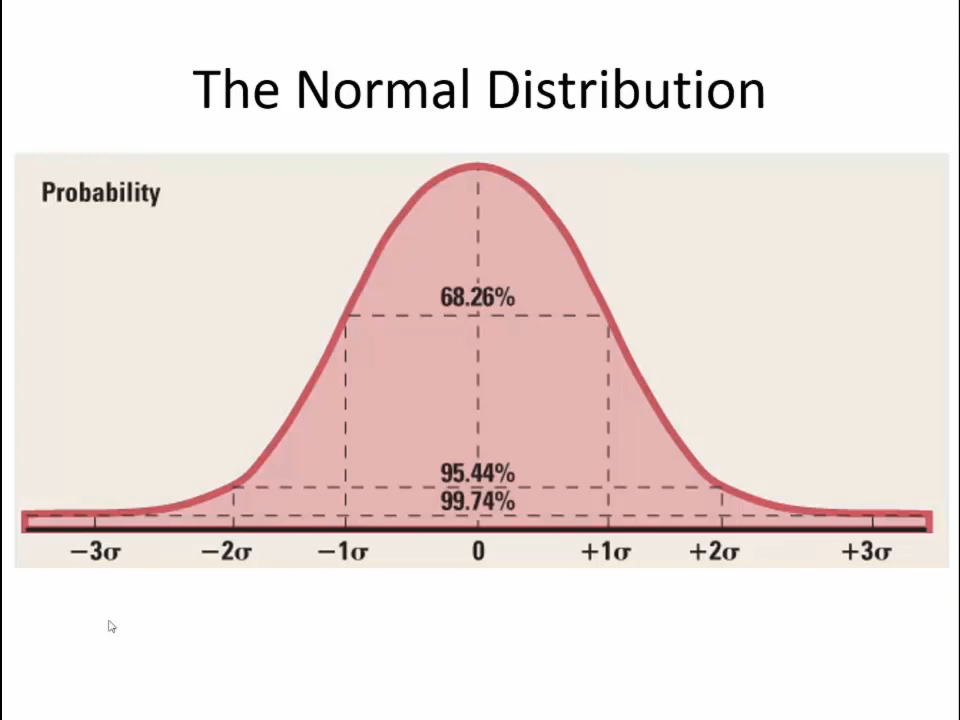 The Normal Distribution
Probability
68.26%
95.44%
99.74%
−3σ −2σ −1σ 0 +1σ +2σ +3σ